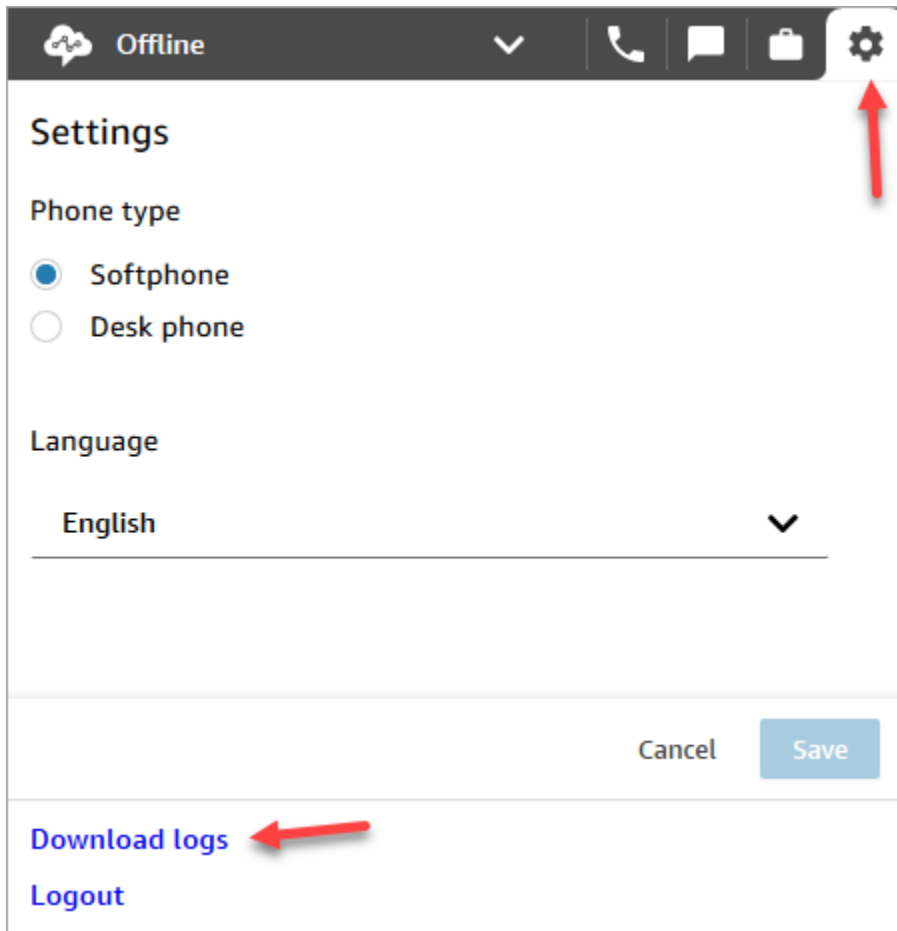 Offline
Settings
Phone type
Softphone
Desk phone
Language
English
Cancel Save
Download logs
Logout